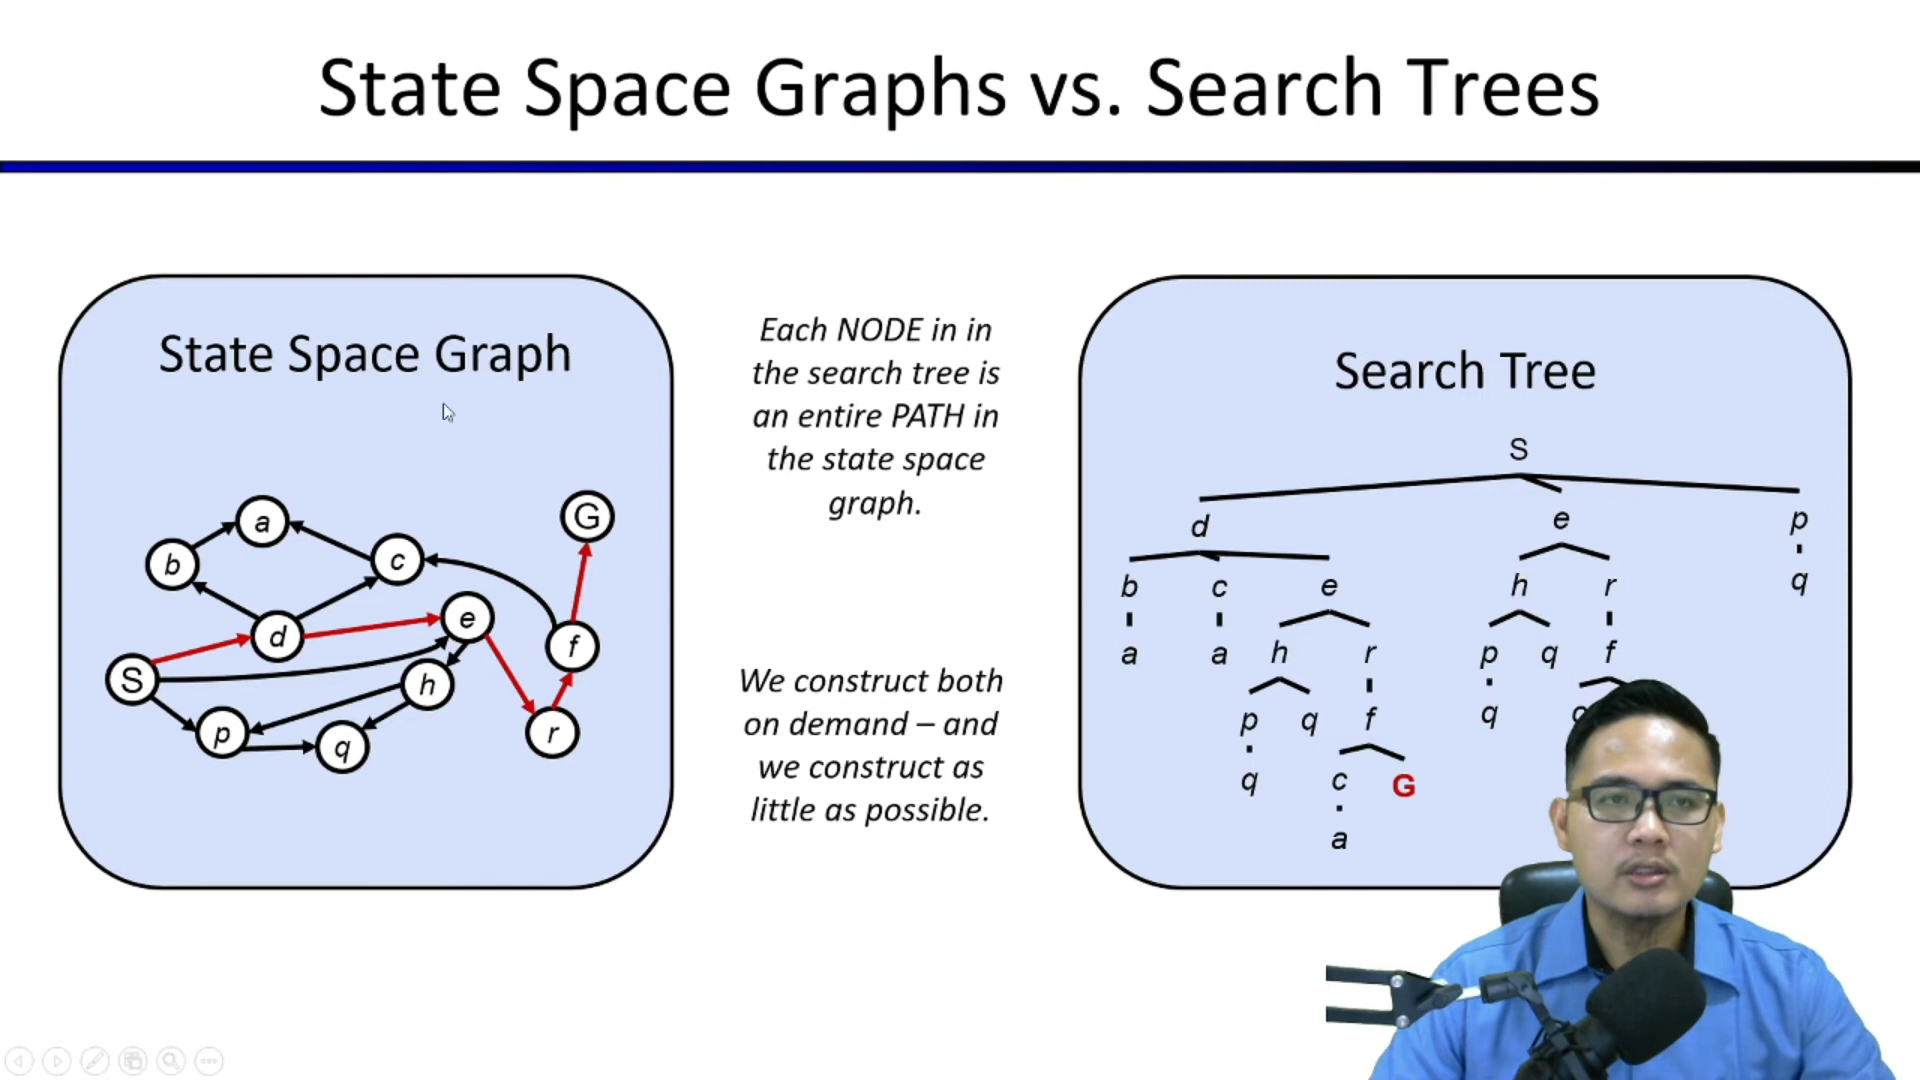 State Space Graphs vs. Search Trees
State Space Graph
a
G
b
c
e
d
f
S
h
p
q
r
Each NODE in in
the search tree is
an entire PATH in
the state space
graph.
We construct both
on demand – and
we construct as
little as possible.
Search Tree
S
d e p
b c e h r q
a a h r p q f
p q f q
q c G
a